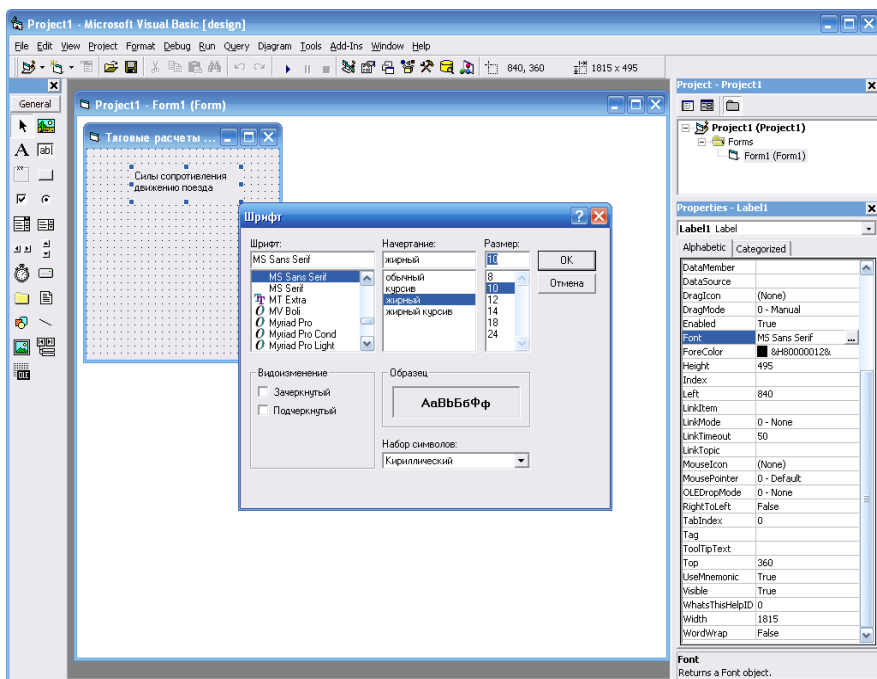 Project1 - Microsoft Visual Basic [design]
File Edit View Project Format Debug Run Query Diagram Tools Add-Ins Window Help
840, 360
1815 x 495
General
Project1 - Form1 (Form)
Тяговые расчеты ...
Силы сопротивления
движению поезда
Шрифт
Шрифт:
MS Sans Serif
MS Sans Serif
MS Serif
MT Extra
MV Boli
Myriad Pro
Myriad Pro Cond
Myriad Pro Light
Начертание:
жирный
обычный
курсив
жирный
жирный курсив
Размер:
10
8
10
12
14
18
24
OK
Отмена
Видоизменение
Зачеркнутый
Подчеркнутый
Образец
АаВbБбФф
Набор символов:
Кириллический
Project - Project1
Project1 (Project1)
Forms
Form1 (Form1)
Properties - Label1
Label1 Label
Alphabetic Categorized
DataMember
DataSource
DragIcon (None)
DragMode 0 - Manual
Enabled True
Font MS Sans Serif ...
ForeColor &H80000012&
Height 495
Index
Left 840
LinkItem
LinkMode 0 - None
LinkTimeout 50
LinkTopic
MouseIcon (None)
MousePointer 0 - Default
OLEDropMode 0 - None
RightToLeft False
TabIndex 0
Tag
ToolTipText
Top 360
UseMnemonic True
Visible True
WhatsThisHelpID 0
Width 1815
WordWrap False
Font
Returns a Font object.